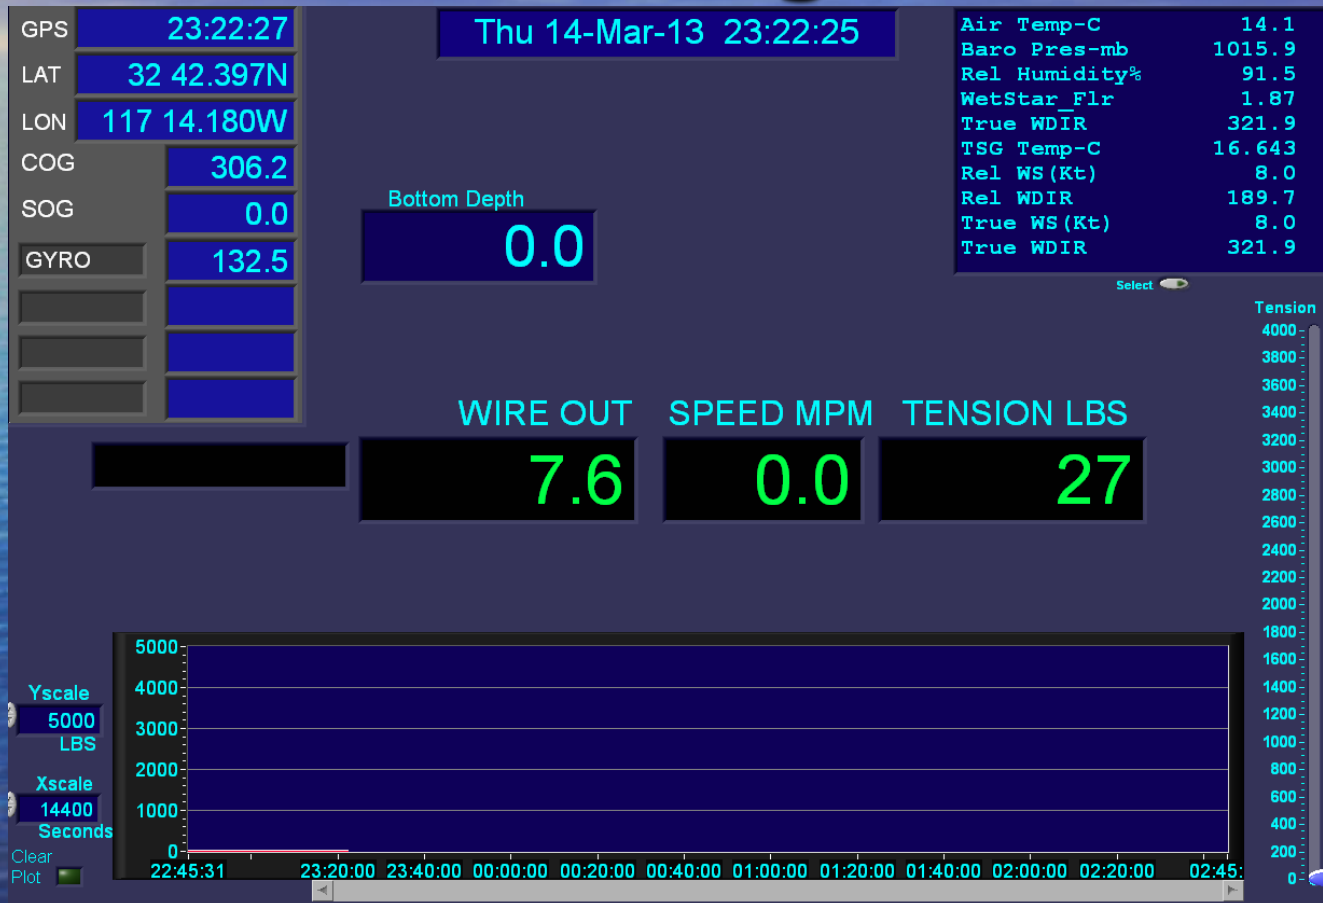 GPS 23:22:27
LAT 32 42.397N
LON 117 14.180W
COG 306.2
SOG 0.0
GYRO 132.5
Thu 14-Mar-13 23:22:25
Bottom Depth
0.0
Air Temp-C 14.1
Baro Pres-mb 1015.9
Rel Humidity% 91.5
WetStar_Flr 1.87
True WDIR 321.9
TSG Temp-C 16.643
Rel WS(Kt) 8.0
Rel WDIR 189.7
True WS(Kt) 8.0
True WDIR 321.9
Select
WIRE OUT SPEED MPM TENSION LBS
7.6 0.0 27
Tension
4000
3800
3600
3400
3200
3000
2800
2600
2400
2200
2000
1800
1600
1400
1200
1000
800
600
400
200
0
Yscale
5000
LBS
Xscale
14400
Seconds
Clear
Plot
5000
4000
3000
2000
1000
0
22:45:31 23:20:00 23:40:00 00:00:00 00:20:00 00:40:00 01:00:00 01:20:00 01:40:00 02:00:00 02:20:00 02:45: